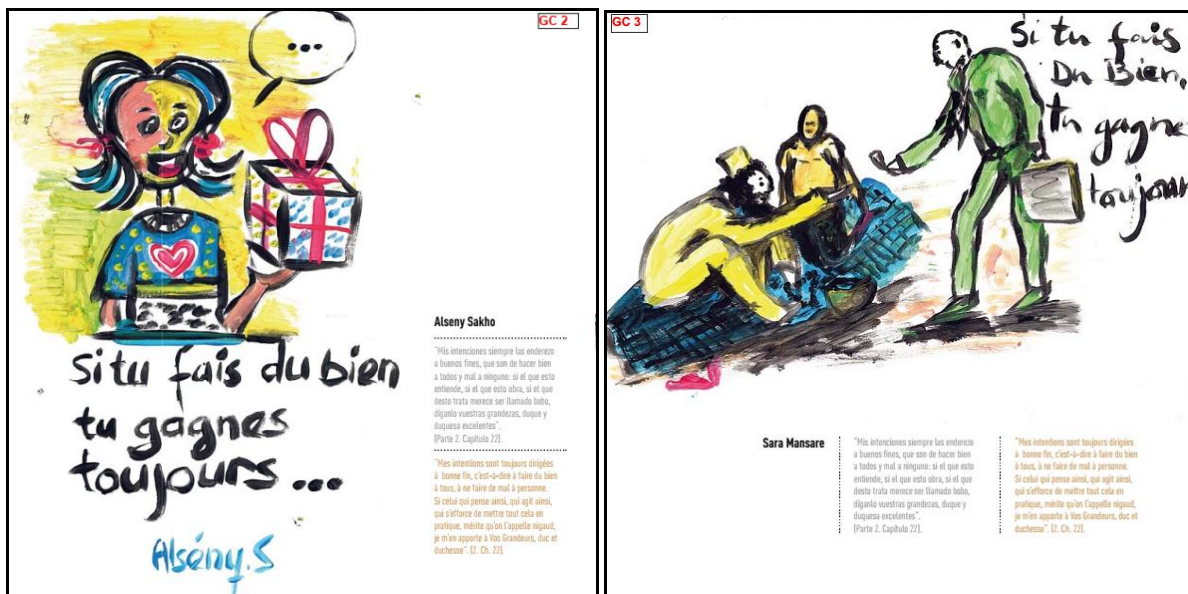 GC 2
...
si tu fais du bien
tu gagnes
toujours...
Alsény.S
Alseny Sakho
"Mis intenciones siempre las enderezo
a buenos fines, que son de hacer bien
a todos y mal a ninguno: si el que esto
entiende, si el que esto obra, si el que
desto trata merece ser llamado bobo,
díganlo vuestras grandezas, duque y
duquesa excelentes".
(Parte 2. Capítulo 22).
"Mes intentions sont toujours dirigées
à bonne fin, c'est-à-dire à faire du bien
à tous, à ne faire de mal à personne.
Si celui qui pense ainsi, qui agit ainsi,
qui s'efforce de mettre tout cela en
pratique, mérite qu'on l'appelle nigaud,
je m'en apporte à Vos Grandeurs, duc et
duchesse". (2. Ch. 22).
GC 3
Si tu fais
Du Bien,
tu gagne
toujour
Sara Mansare
"Mis intenciones siempre las enderezo
a buenos fines, que son de hacer bien
a todos y mal a ninguno: si el que esto
entiende, si el que esto obra, si el que
desto trata merece ser llamado bobo,
díganlo vuestras grandezas, duque y
duquesa excelentes".
(Parte 2. Capítulo 22).
"Mes intentions sont toujours dirigées
à bonne fin, c'est-à-dire à faire du bien
à tous, à ne faire de mal à personne.
Si celui qui pense ainsi, qui agit ainsi,
qui s'efforce de mettre tout cela en
pratique, mérite qu'on l'appelle nigaud,
je m'en apporte à Vos Grandeurs, duc et
duchesse". (2. Ch. 22).